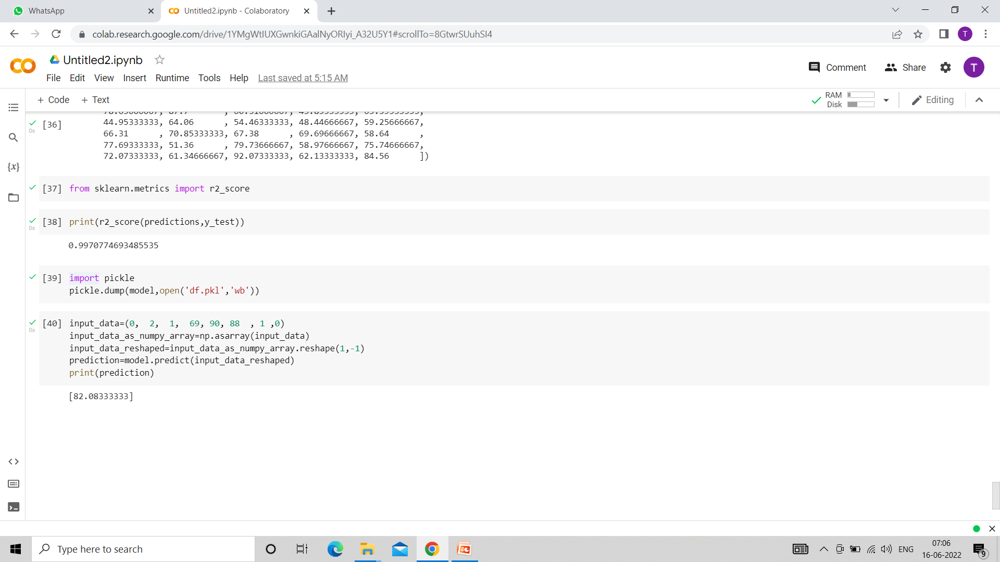 WhatsApp
Untitled2.ipynb - Colaboratory
colab.research.google.com/drive/1YMgWtIUXGwnkiGAalNyORIyi_A32U5Y1#scrollTo=8GtwrSUuhSI4
T
Untitled2.ipynb
Comment
Share
T
File Edit View Insert Runtime Tools Help Last saved at 5:15 AM
+ Code + Text
RAM
Disk
Editing
[36] 44.95333333, 64.06      , 54.46333333, 48.44666667, 59.25666667,
0s
66.31      , 70.85333333, 67.38      , 69.69666667, 58.64      ,
77.69333333, 51.36      , 79.73666667, 58.97666667, 75.74666667,
72.07333333, 61.34666667, 92.07333333, 62.13333333, 84.56      ])
{x}
[37] from sklearn.metrics import r2_score
[38] print(r2_score(predictions,y_test))
0s
0.9970774693485535
[39] import pickle
pickle.dump(model,open('df.pkl','wb'))
[40] input_data=(0,  2,  1,  69, 90, 88  , 1 ,0)
0s
input_data_as_numpy_array=np.asarray(input_data)
input_data_reshaped=input_data_as_numpy_array.reshape(1,-1)
prediction=model.predict(input_data_reshaped)
print(prediction)
[82.08333333]
Type here to search
ENG
07:06
16-06-2022
9